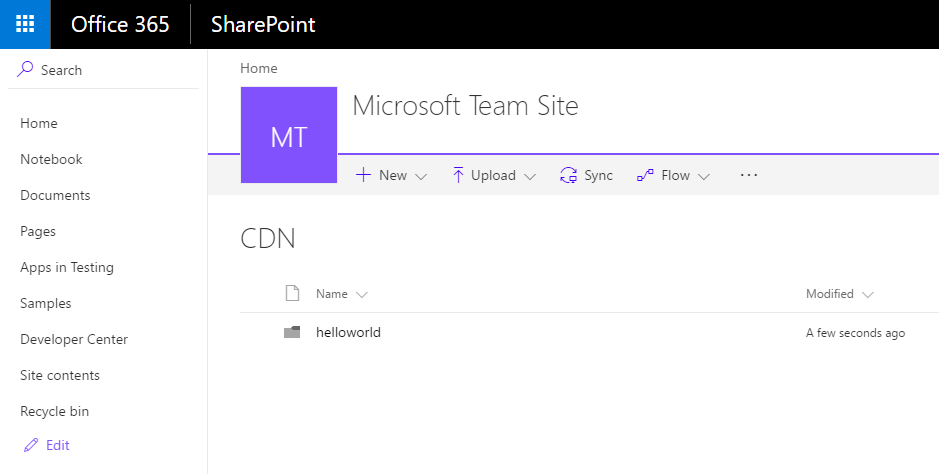 Office 365 SharePoint
Search
Home
Notebook
Documents
Pages
Apps in Testing
Samples
Developer Center
Site contents
Recycle bin
Edit
Home
MT
Microsoft Team Site
New Upload Sync Flow ...
CDN
Name Modified
helloworld A few seconds ago